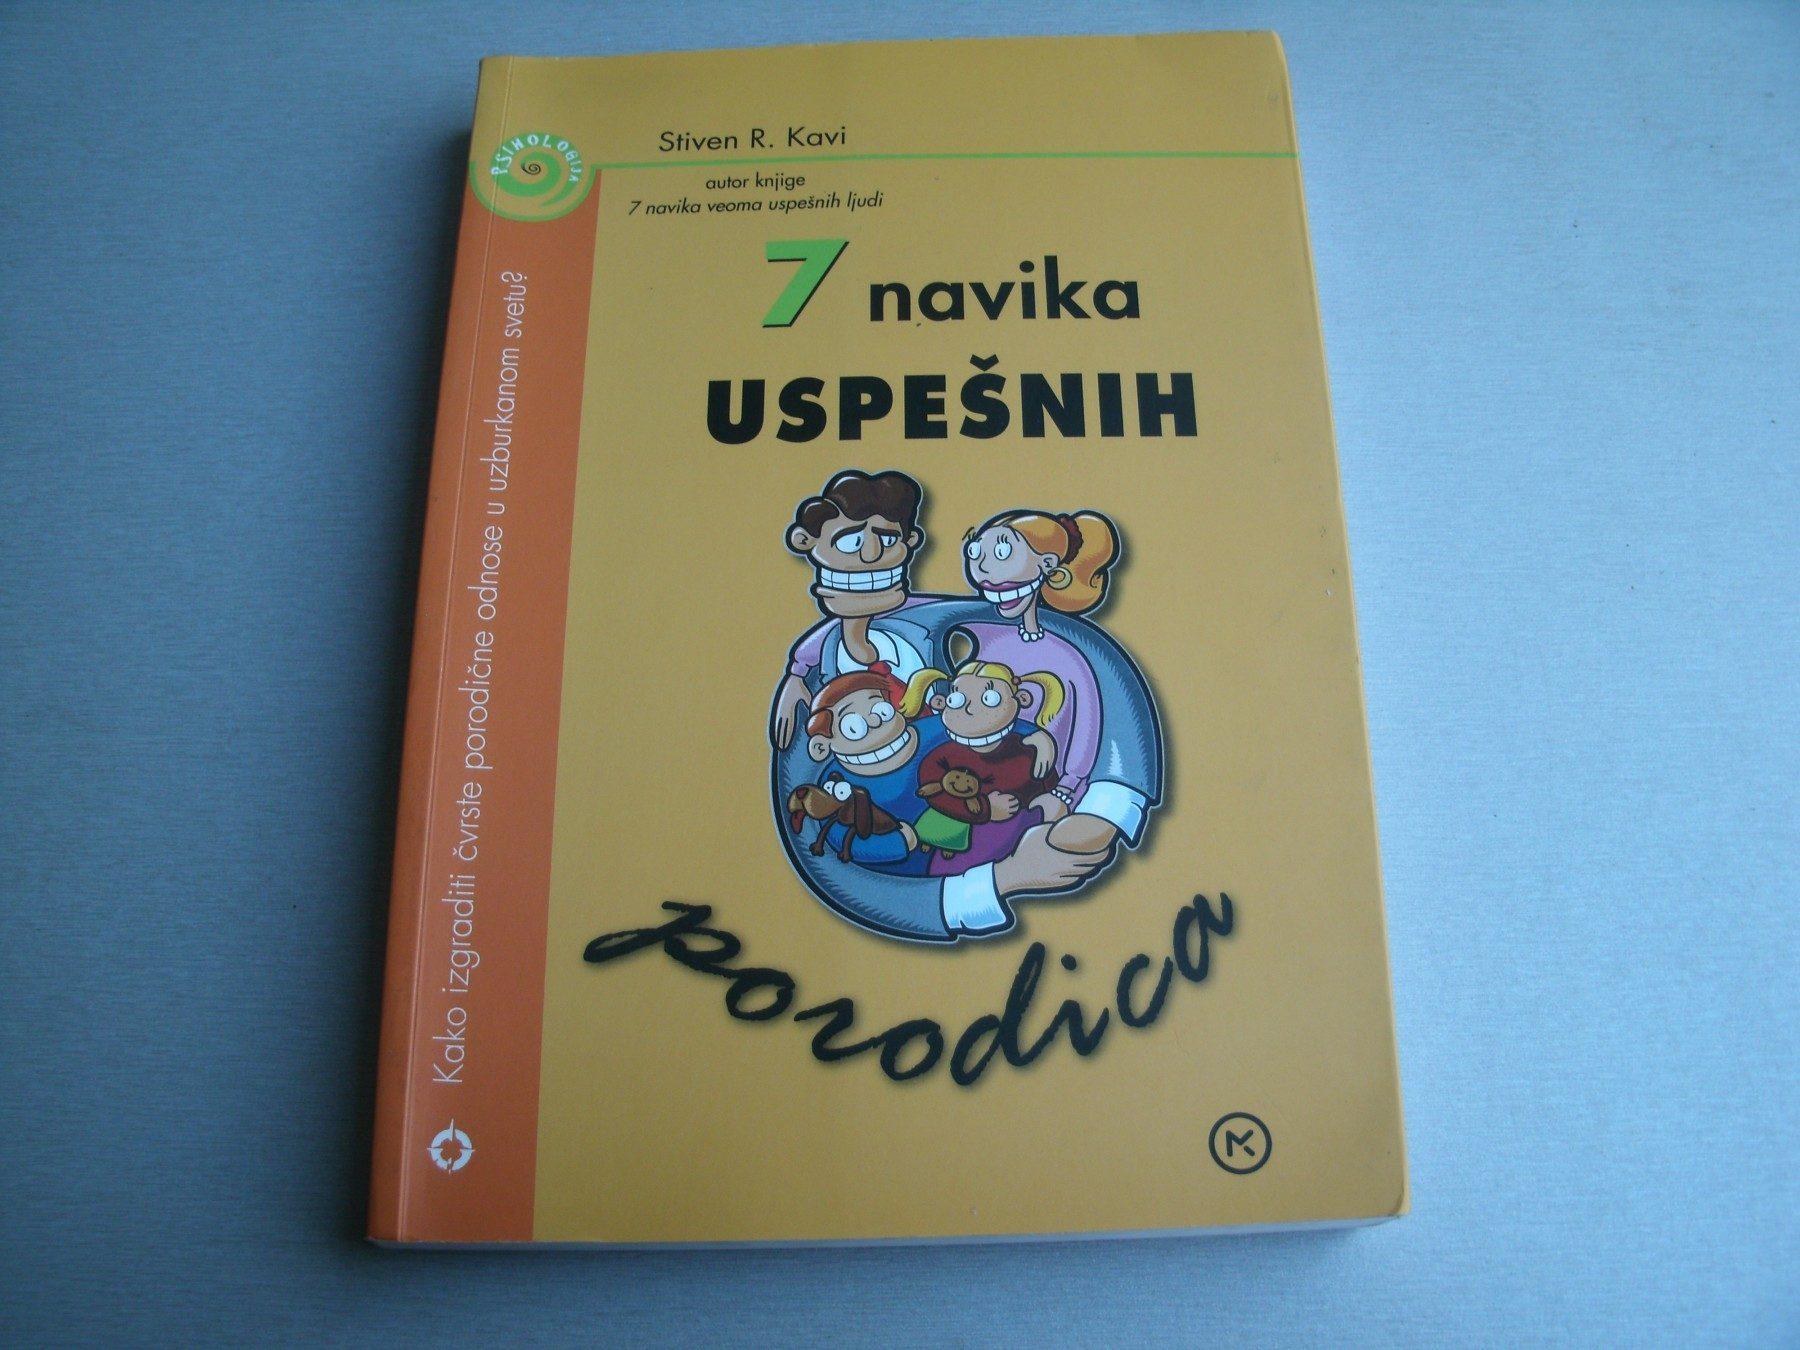 Stiven R. Kavi
PSIHOLOGIJA
autor knjige
7 navika veoma uspešnih ljudi
7 navika
USPEŠNIH
porodica
Kako izgraditi čvrste porodične odnose u uzburkanom svetu?
MK